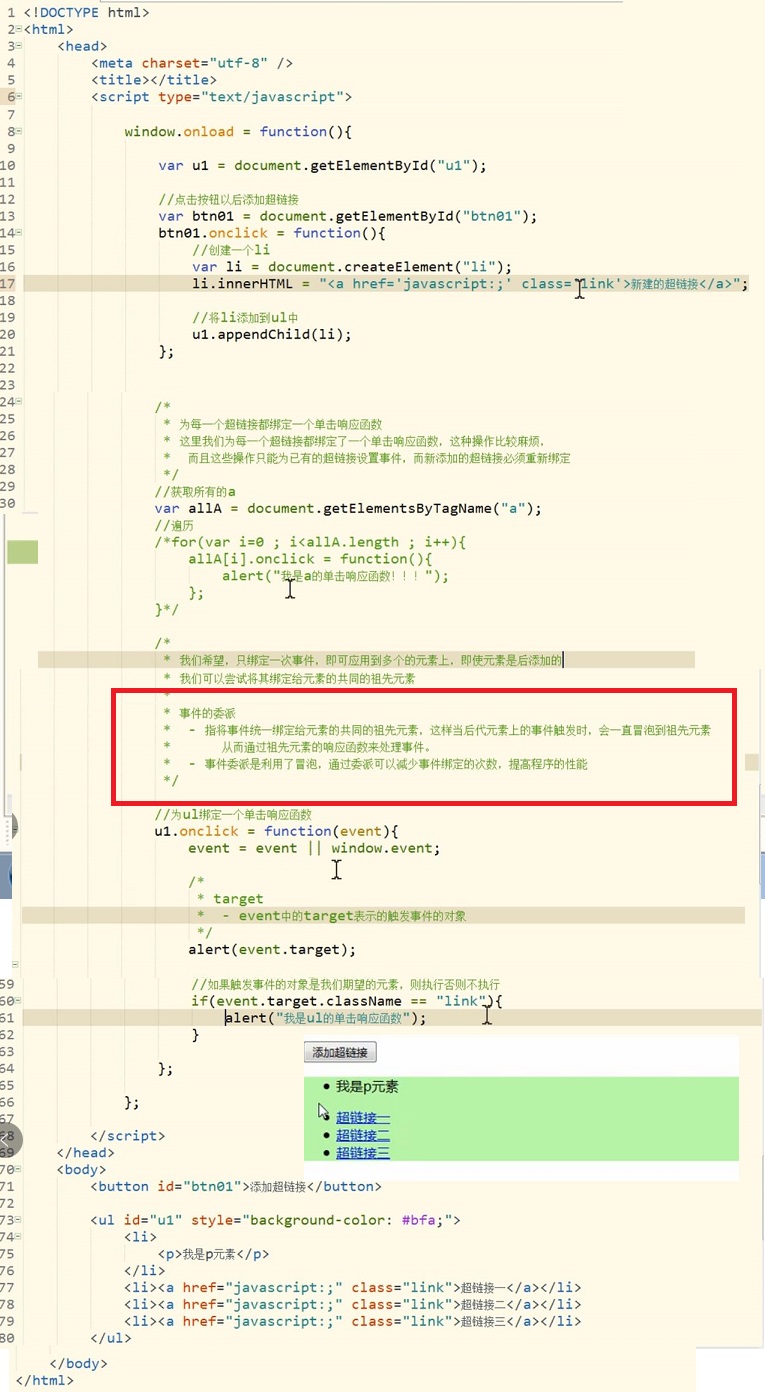 1 <!DOCTYPE html>
2 <html>
3 <head>
4 <meta charset="utf-8" />
5 <title></title>
6 <script type="text/javascript">
7
8 window.onload = function(){
9
10 var u1 = document.getElementById("u1");
11
12 //点击按钮以后添加超链接
13 var btn01 = document.getElementById("btn01");
14 btn01.onclick = function(){
15 //创建一个li
16 var li = document.createElement("li");
17 li.innerHTML = "<a href='javascript:;' class='link'>新建的超链接</a>";
18
19 //将li添加到ul中
20 u1.appendChild(li);
21 };
22
23
24 /*
25 * 为每一个超链接都绑定一个单击响应函数
26 * 这里我们为每一个超链接都绑定了一个单击响应函数，这种操作比较麻烦，
27 * 而且这些操作只能为已有的超链接设置事件，而新添加的超链接必须重新绑定
28 */
29 //获取所有的a
30 var allA = document.getElementsByTagName("a");
//遍历
/*for(var i=0 ; i<allA.length ; i++){
allA[i].onclick = function(){
alert("我是a的单击响应函数！！！");
};
}*/
/*
* 我们希望，只绑定一次事件，即可应用到多个的元素上，即使元素是后添加的
* 我们可以尝试将其绑定给元素的共同的祖先元素
*
* 事件的委派
* - 指将事件统一绑定给元素的共同的祖先元素，这样当后代元素上的事件触发时，会一直冒泡到祖先元素
* 从而通过祖先元素的响应函数来处理事件。
* - 事件委派是利用了冒泡，通过委派可以减少事件绑定的次数，提高程序的性能
*/
//为ul绑定一个单击响应函数
u1.onclick = function(event){
event = event || window.event;
/*
* target
* - event中的target表示的触发事件的对象
*/
alert(event.target);
59 //如果触发事件的对象是我们期望的元素，则执行否则不执行
60 if(event.target.className == "link"){
61 alert("我是ul的单击响应函数");
62 }
63
64 };
65
66 };
67
68 </script>
69 </head>
添加超链接
我是p元素
超链接一
超链接二
超链接三
70 <body>
71 <button id="btn01">添加超链接</button>
72
73 <ul id="u1" style="background-color: #bfa;">
74 <li>
75 <p>我是p元素</p>
76 </li>
77 <li><a href="javascript:;" class="link">超链接一</a></li>
78 <li><a href="javascript:;" class="link">超链接二</a></li>
79 <li><a href="javascript:;" class="link">超链接三</a></li>
80 </ul>
</body>
</html>